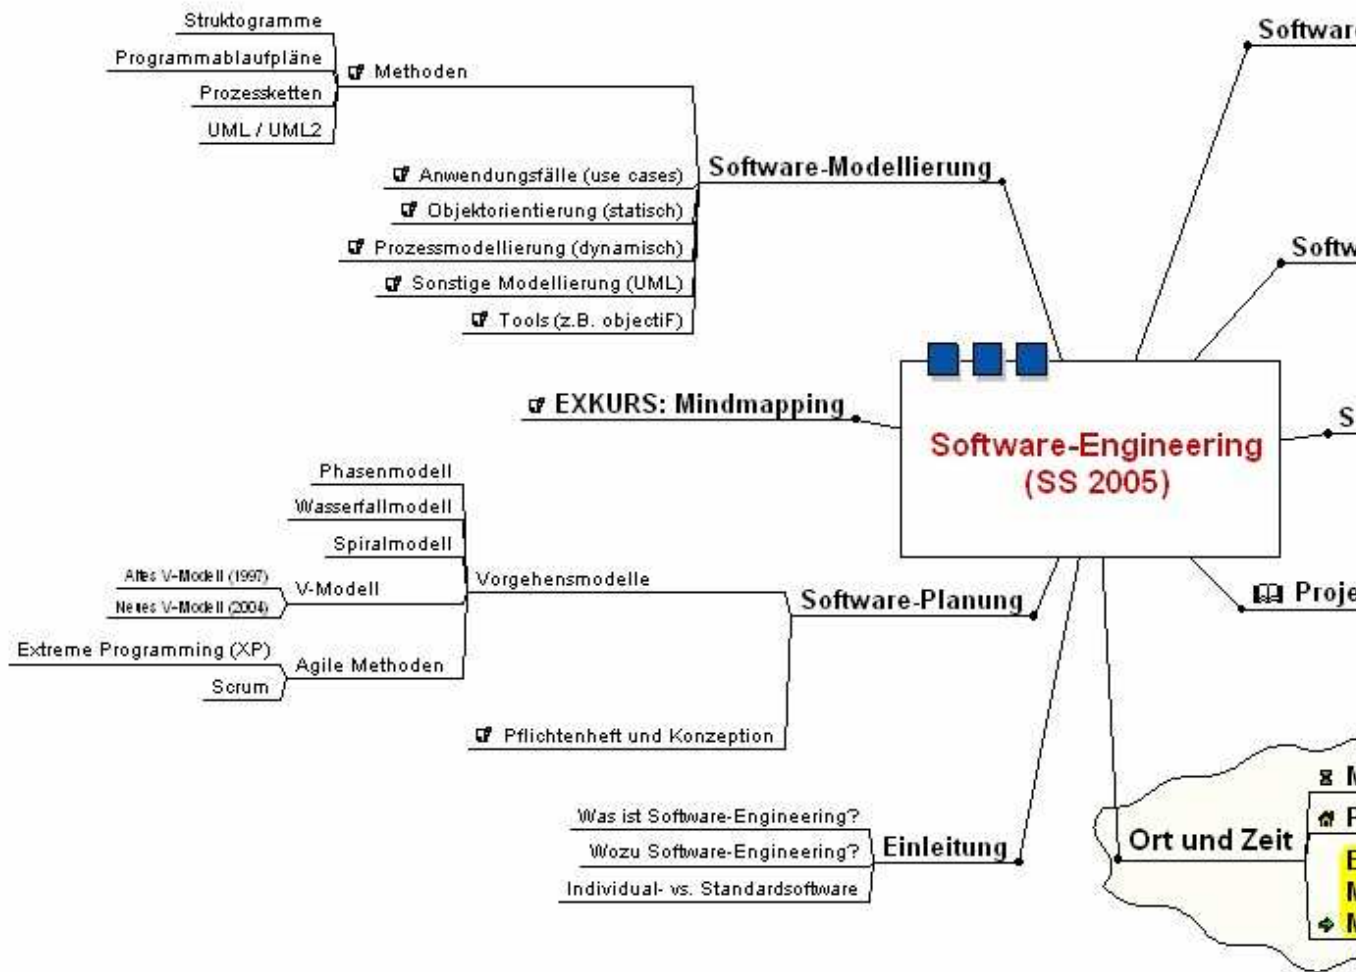 Struktogramme
Programmablaufpläne
Prozessketten
UML / UML2
Methoden
Software-Modellierung
Anwendungsfälle (use cases)
Objektorientierung (statisch)
Prozessmodellierung (dynamisch)
Sonstige Modellierung (UML)
Tools (z.B. objectiF)
EXKURS: Mindmapping
Software-Engineering
(SS 2005)
Phasenmodell
Wasserfallmodell
Spiralmodell
Altes V-Modell (1997)
Neues V-Modell (2004)
V-Modell
Vorgehensmodelle
Extreme Programming (XP)
Scrum
Agile Methoden
Software-Planung
Pflichtenheft und Konzeption
Was ist Software-Engineering?
Wozu Software-Engineering?
Individual- vs. Standardsoftware
Einleitung
Ort und Zeit